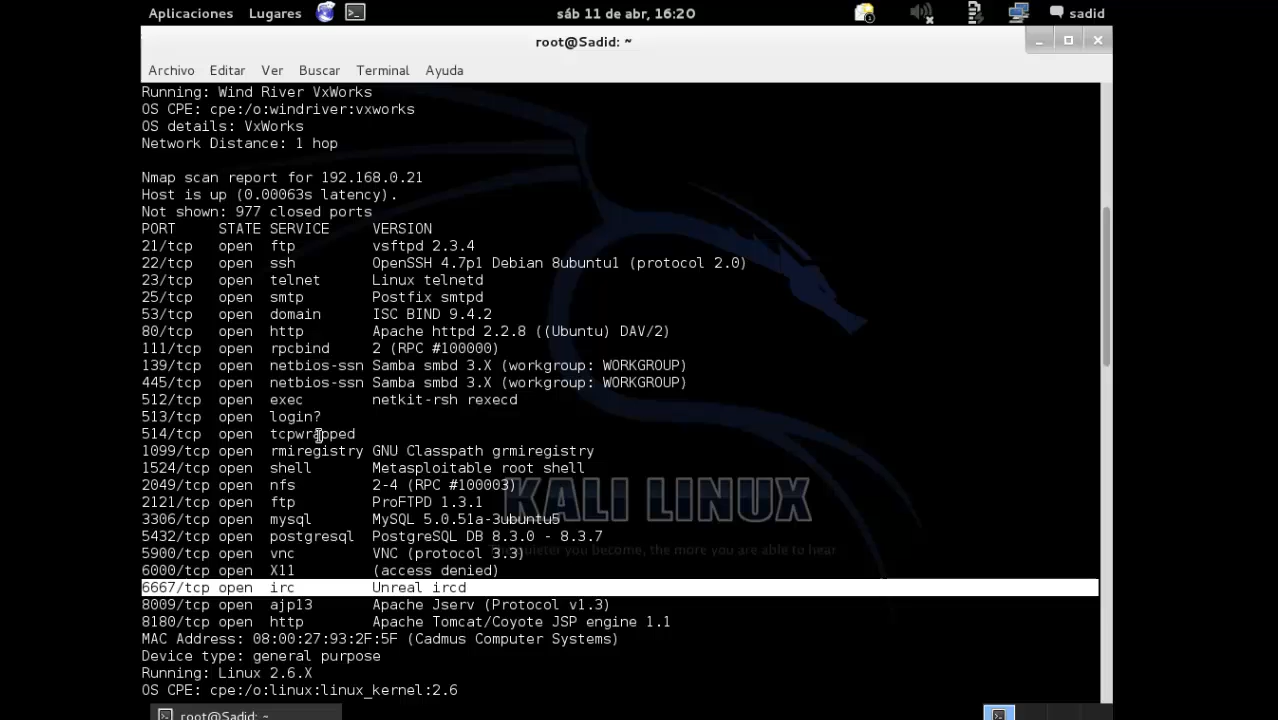 Aplicaciones Lugares sáb 11 de abr, 16:20 sadid
root@Sadid: ~
Archivo Editar Ver Buscar Terminal Ayuda
Running: Wind River VxWorks
OS CPE: cpe:/o:windriver:vxworks
OS details: VxWorks
Network Distance: 1 hop
Nmap scan report for 192.168.0.21
Host is up (0.00063s latency).
Not shown: 977 closed ports
PORT STATE SERVICE VERSION
21/tcp open ftp vsftpd 2.3.4
22/tcp open ssh OpenSSH 4.7p1 Debian 8ubuntu1 (protocol 2.0)
23/tcp open telnet Linux telnetd
25/tcp open smtp Postfix smtpd
53/tcp open domain ISC BIND 9.4.2
80/tcp open http Apache httpd 2.2.8 ((Ubuntu) DAV/2)
111/tcp open rpcbind 2 (RPC #100000)
139/tcp open netbios-ssn Samba smbd 3.X (workgroup: WORKGROUP)
445/tcp open netbios-ssn Samba smbd 3.X (workgroup: WORKGROUP)
512/tcp open exec netkit-rsh rexecd
513/tcp open login?
514/tcp open tcpwrapped
1099/tcp open rmiregistry GNU Classpath grmiregistry
1524/tcp open shell Metasploitable root shell
2049/tcp open nfs 2-4 (RPC #100003)
2121/tcp open ftp ProFTPD 1.3.1
3306/tcp open mysql MySQL 5.0.51a-3ubuntu5
5432/tcp open postgresql PostgreSQL DB 8.3.0 - 8.3.7
5900/tcp open vnc VNC (protocol 3.3)
6000/tcp open X11 (access denied)
6667/tcp open irc Unreal ircd
8009/tcp open ajp13 Apache Jserv (Protocol v1.3)
8180/tcp open http Apache Tomcat/Coyote JSP engine 1.1
MAC Address: 08:00:27:93:2F:5F (Cadmus Computer Systems)
Device type: general purpose
Running: Linux 2.6.X
OS CPE: cpe:/o:linux:linux_kernel:2.6
KALI LINUX
quieter you become, the more you are able to hear
root@Sadid: ~